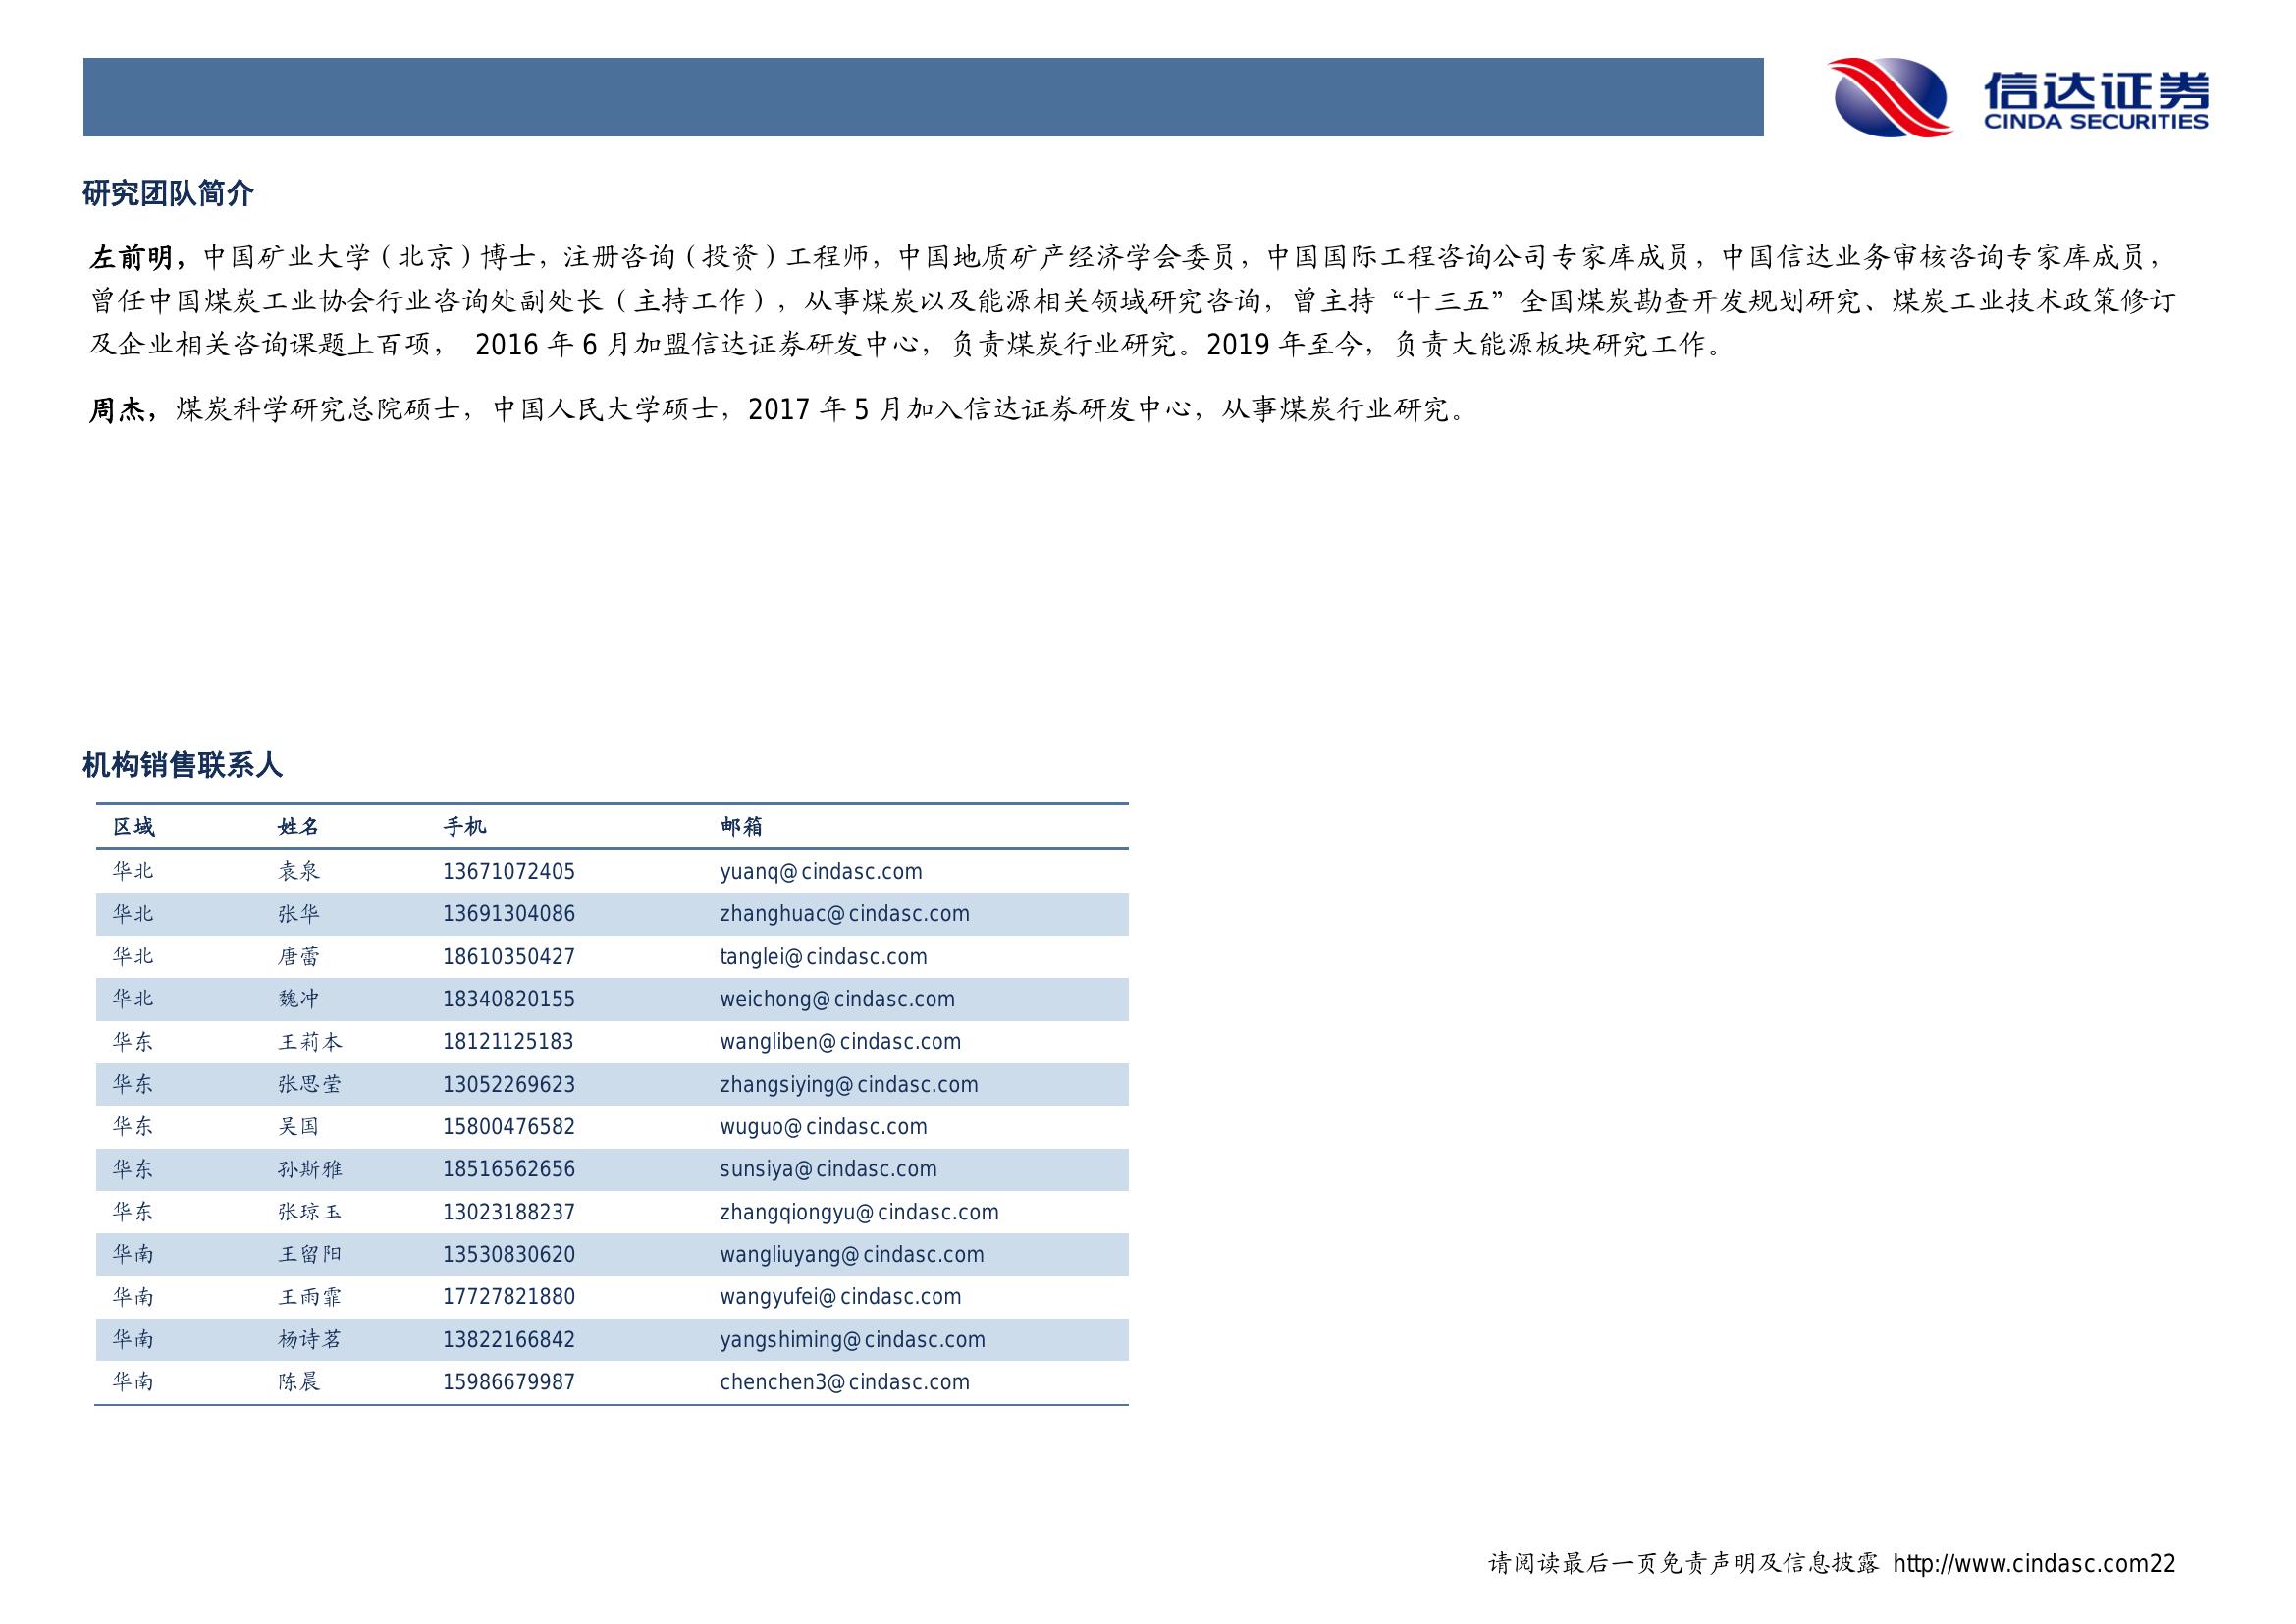 信达证券
CINDA SECURITIES
研究团队简介
左前明，中国矿业大学（北京）博士，注册咨询（投资）工程师，中国地质矿产经济学会委员，中国国际工程咨询公司专家库成员，中国信达业务审核咨询专家库成员，
曾任中国煤炭工业协会行业咨询处副处长（主持工作），从事煤炭以及能源相关领域研究咨询，曾主持“十三五”全国煤炭勘查开发规划研究、煤炭工业技术政策修订
及企业相关咨询课题上百项， 2016 年 6 月加盟信达证券研发中心，负责煤炭行业研究。2019 年至今，负责大能源板块研究工作。
周杰，煤炭科学研究总院硕士，中国人民大学硕士，2017 年 5 月加入信达证券研发中心，从事煤炭行业研究。
机构销售联系人
区域 姓名 手机 邮箱
华北 袁泉 13671072405 yuanq@cindasc.com
华北 张华 13691304086 zhanghuac@cindasc.com
华北 唐蕾 18610350427 tanglei@cindasc.com
华北 魏冲 18340820155 weichong@cindasc.com
华东 王莉本 18121125183 wangliben@cindasc.com
华东 张思莹 13052269623 zhangsiying@cindasc.com
华东 吴国 15800476582 wuguo@cindasc.com
华东 孙斯雅 18516562656 sunsiya@cindasc.com
华东 张琼玉 13023188237 zhangqiongyu@cindasc.com
华南 王留阳 13530830620 wangliuyang@cindasc.com
华南 王雨霏 17727821880 wangyufei@cindasc.com
华南 杨诗茗 13822166842 yangshiming@cindasc.com
华南 陈晨 15986679987 chenchen3@cindasc.com
请阅读最后一页免责声明及信息披露 http://www.cindasc.com22